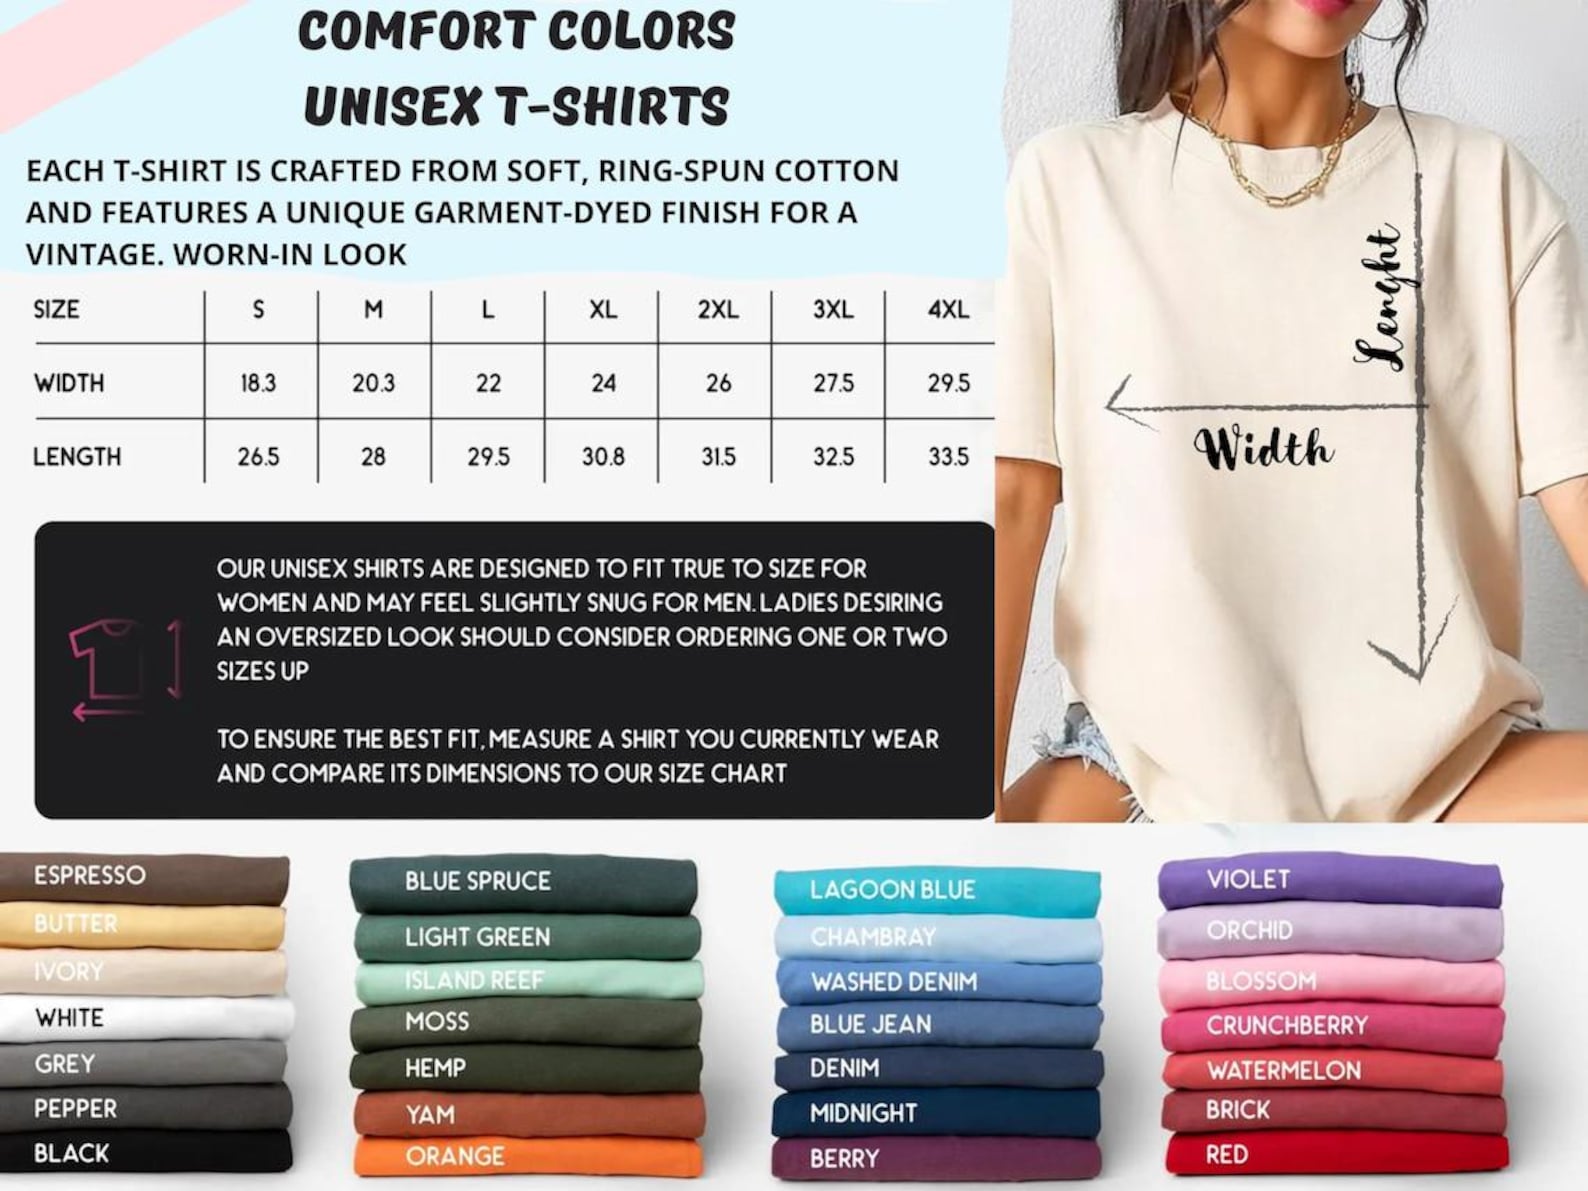 COMFORT COLORS
UNISEX T-SHIRTS
EACH T-SHIRT IS CRAFTED FROM SOFT, RING-SPUN COTTON
AND FEATURES A UNIQUE GARMENT-DYED FINISH FOR A
VINTAGE. WORN-IN LOOK
SIZE S M L XL 2XL 3XL 4XL
WIDTH 18.3 20.3 22 24 26 27.5 29.5
LENGTH 26.5 28 29.5 30.8 31.5 32.5 33.5
Lenght
Width
OUR UNISEX SHIRTS ARE DESIGNED TO FIT TRUE TO SIZE FOR
WOMEN AND MAY FEEL SLIGHTLY SNUG FOR MEN. LADIES DESIRING
AN OVERSIZED LOOK SHOULD CONSIDER ORDERING ONE OR TWO
SIZES UP
TO ENSURE THE BEST FIT, MEASURE A SHIRT YOU CURRENTLY WEAR
AND COMPARE ITS DIMENSIONS TO OUR SIZE CHART
ESPRESSO
BUTTER
IVORY
WHITE
GREY
PEPPER
BLACK
BLUE SPRUCE
LIGHT GREEN
ISLAND REEF
MOSS
HEMP
YAM
ORANGE
LAGOON BLUE
CHAMBRAY
WASHED DENIM
BLUE JEAN
DENIM
MIDNIGHT
BERRY
VIOLET
ORCHID
BLOSSOM
CRUNCHBERRY
WATERMELON
BRICK
RED